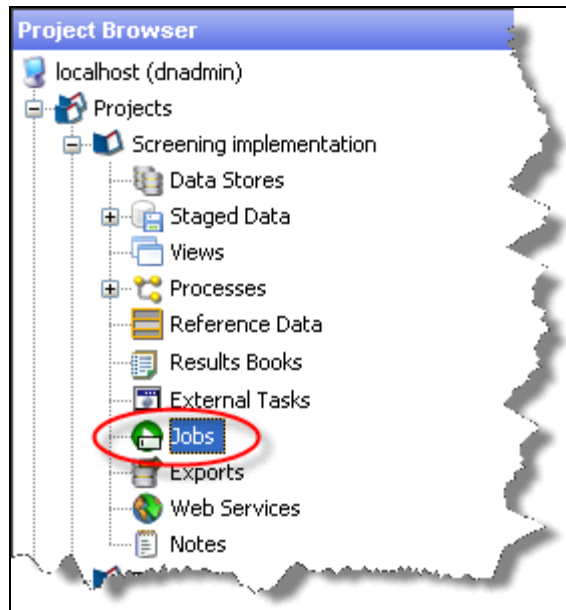 Project Browser
localhost (dnadmin)
Projects
Screening implementation
Data Stores
Staged Data
Views
Processes
Reference Data
Results Books
External Tasks
Jobs
Exports
Web Services
Notes